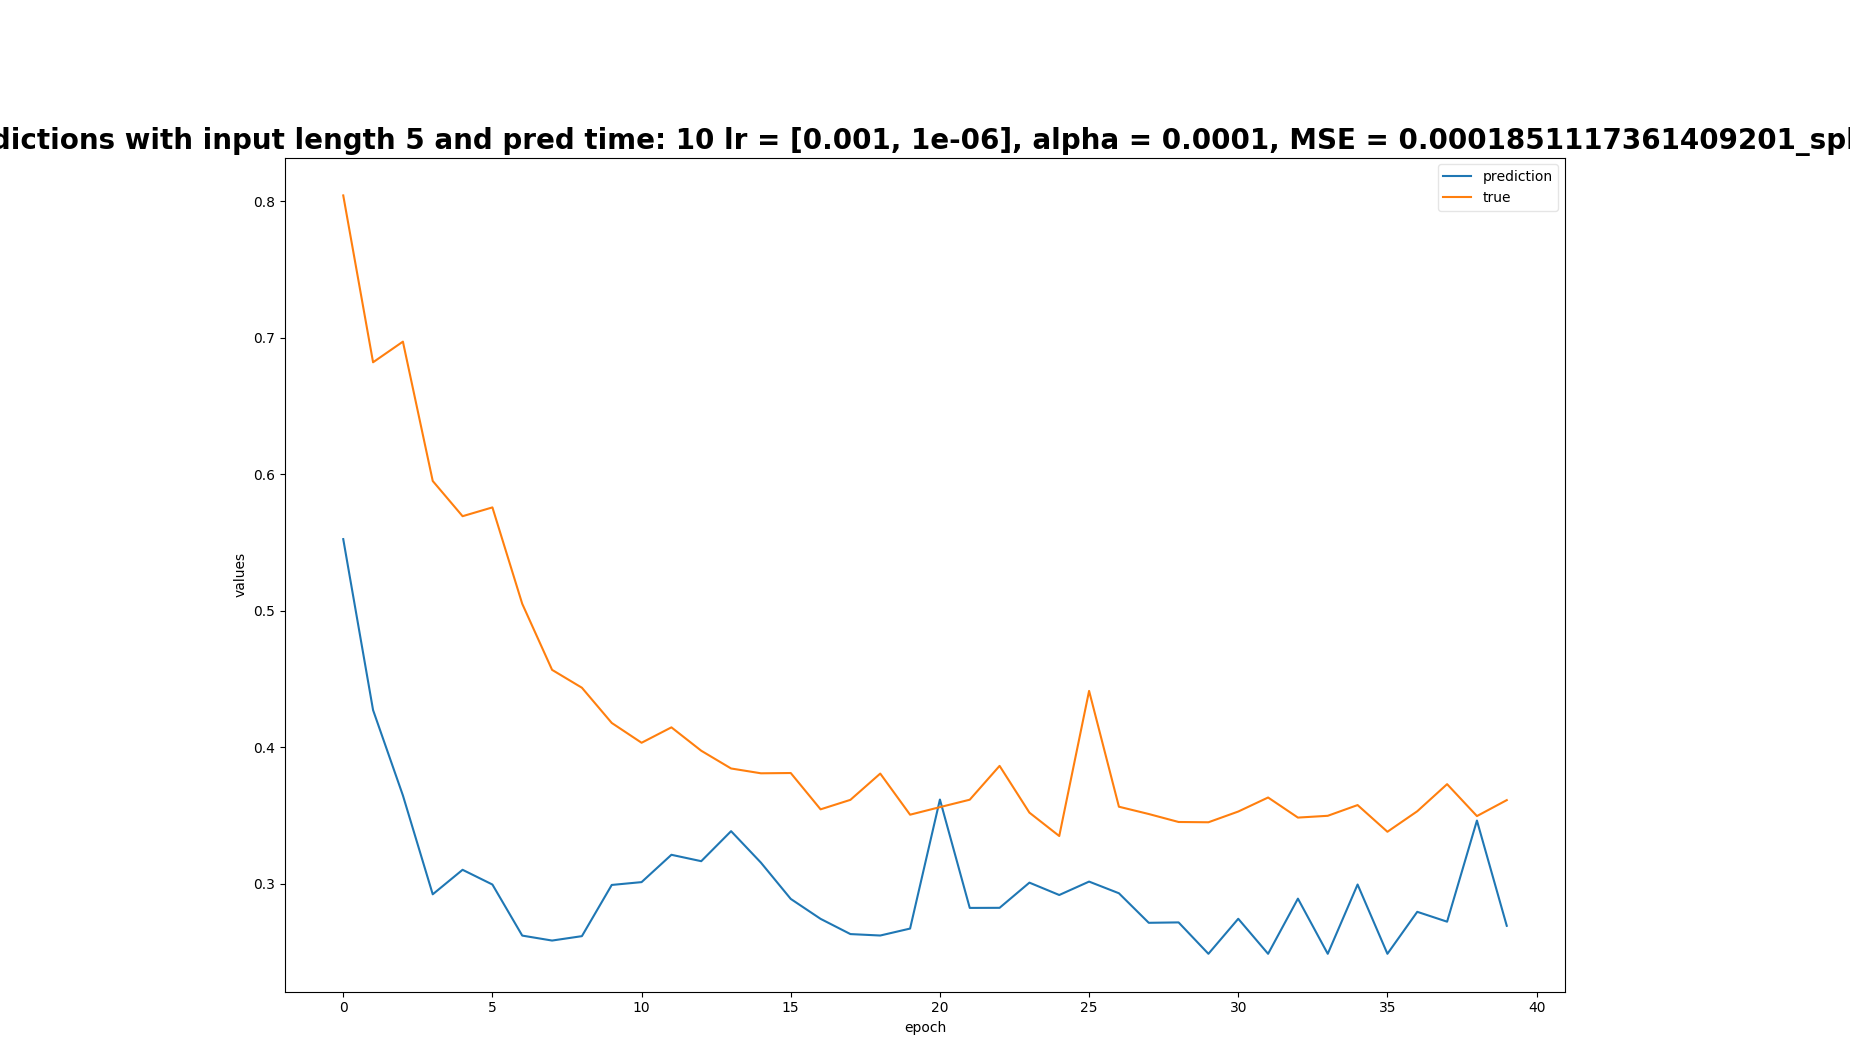 dictions with input length 5 and pred time: 10 lr = [0.001, 1e-06], alpha = 0.0001, MSE = 0.0001851117361409201_spl
prediction
true
0.8
0.7
0.6
0.5
0.4
0.3
values
0 5 10 15 20 25 30 35 40
epoch